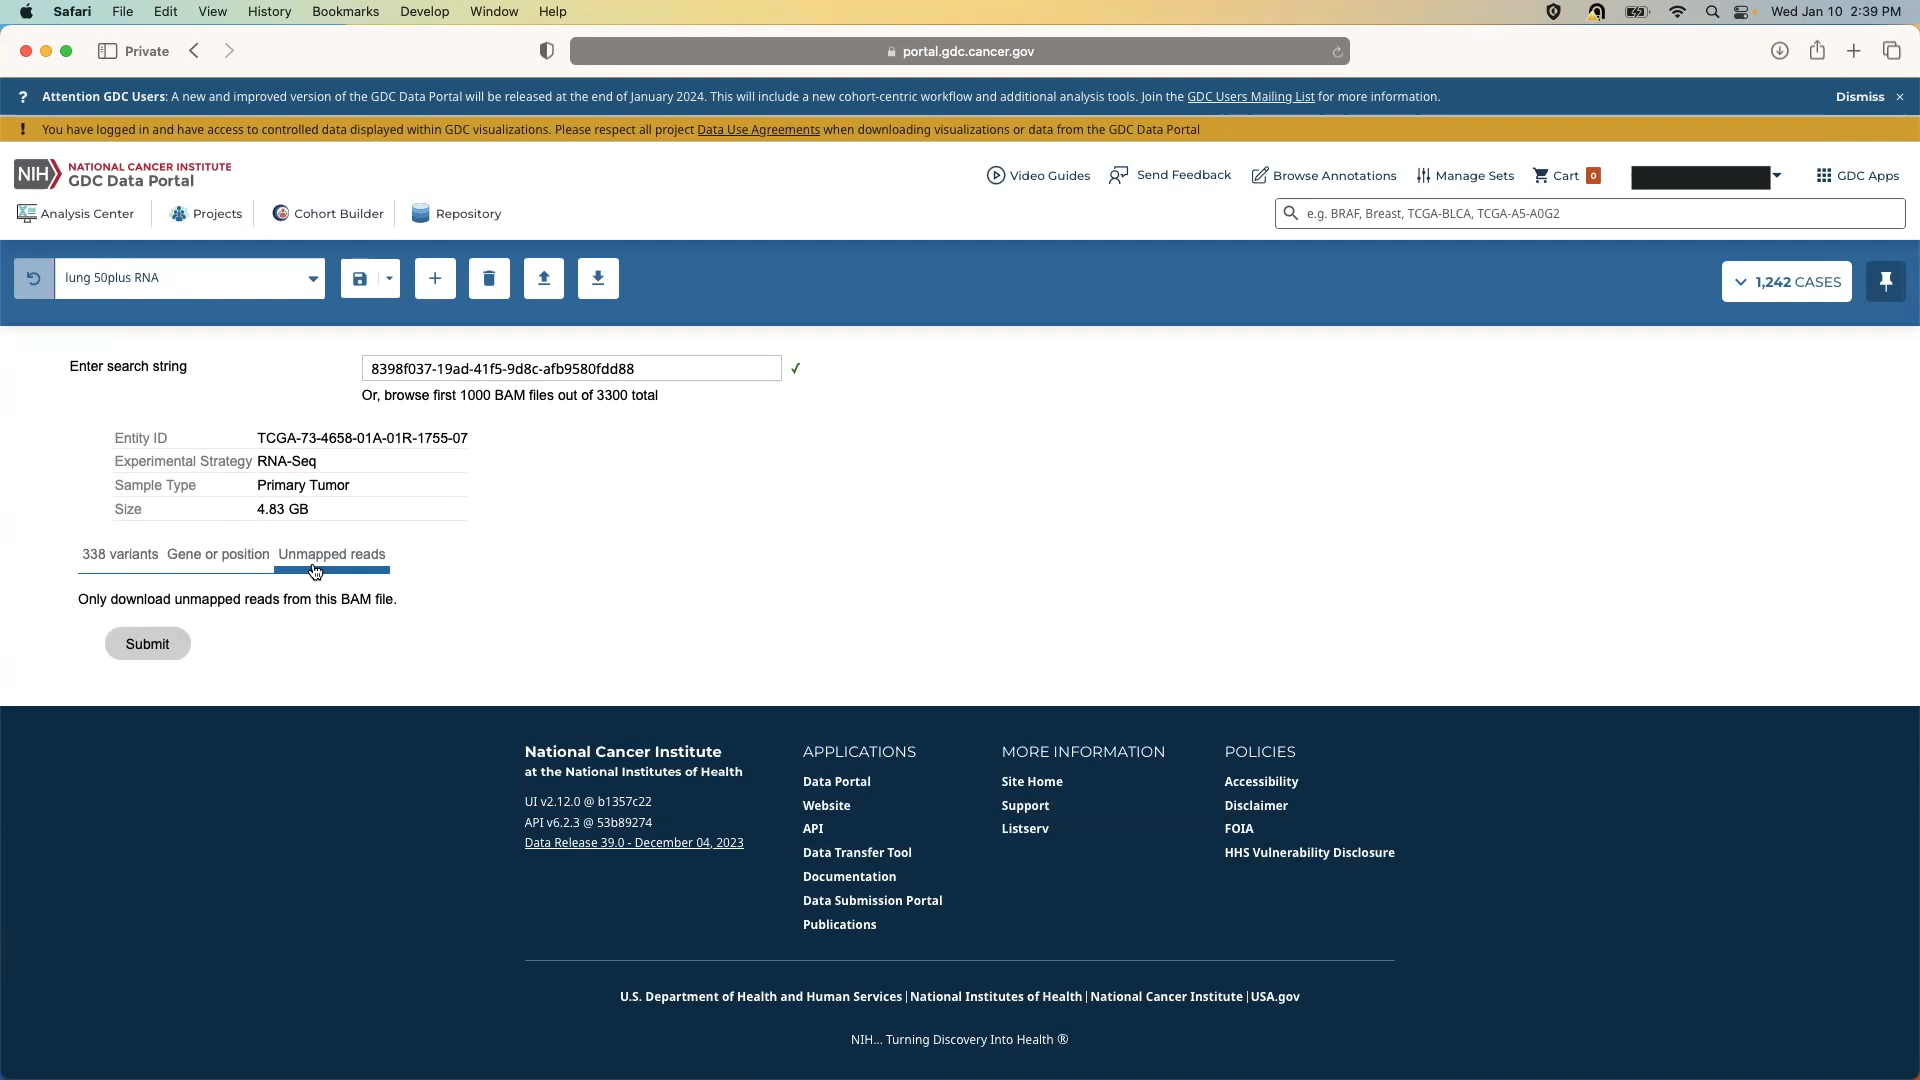 Safari File Edit View History Bookmarks Develop Window Help Wed Jan 10 2:39 PM
Private portal.gdc.cancer.gov
? Attention GDC Users: A new and improved version of the GDC Data Portal will be released at the end of January 2024. This will include a new cohort-centric workflow and additional analysis tools. Join the GDC Users Mailing List for more information. Dismiss ×
! You have logged in and have access to controlled data displayed within GDC visualizations. Please respect all project Data Use Agreements when downloading visualizations or data from the GDC Data Portal
NIH NATIONAL CANCER INSTITUTE
GDC Data Portal
Video Guides Send Feedback Browse Annotations Manage Sets Cart 0 GDC Apps
Analysis Center Projects Cohort Builder Repository e.g. BRAF, Breast, TCGA-BLCA, TCGA-A5-A0G2
lung 50plus RNA 1,242 CASES
Enter search string 8398f037-19ad-41f5-9d8c-afb9580fdd88 ✓
Or, browse first 1000 BAM files out of 3300 total
Entity ID TCGA-73-4658-01A-01R-1755-07
Experimental Strategy RNA-Seq
Sample Type Primary Tumor
Size 4.83 GB
338 variants Gene or position Unmapped reads
Only download unmapped reads from this BAM file.
Submit
National Cancer Institute
at the National Institutes of Health
UI v2.12.0 @ b1357c22
API v6.2.3 @ 53b89274
Data Release 39.0 - December 04, 2023
APPLICATIONS
Data Portal
Website
API
Data Transfer Tool
Documentation
Data Submission Portal
Publications
MORE INFORMATION
Site Home
Support
Listserv
POLICIES
Accessibility
Disclaimer
FOIA
HHS Vulnerability Disclosure
U.S. Department of Health and Human Services | National Institutes of Health | National Cancer Institute | USA.gov
NIH... Turning Discovery Into Health ®